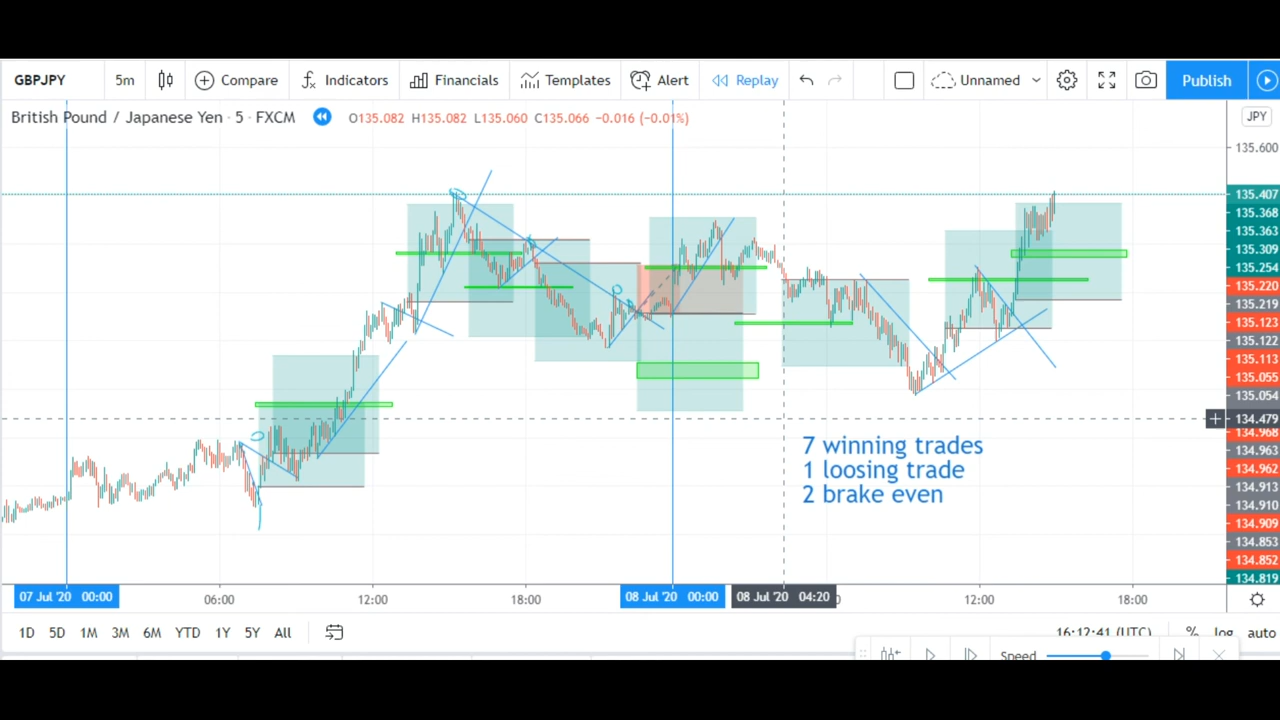 GBPJPY 5m Compare Indicators Financials Templates Alert Replay Unnamed Publish
British Pound / Japanese Yen · 5 · FXCM O135.082 H135.082 L135.060 C135.066 −0.016 (−0.01%)
JPY
135.600
135.407
135.368
135.363
135.309
135.254
135.220
135.219
135.123
135.122
135.113
135.055
135.054
134.479
134.968
134.963
134.962
134.913
134.910
134.909
134.853
134.852
134.819
7 winning trades
1 loosing trade
2 brake even
07 Jul '20 00:00 06:00 12:00 18:00 08 Jul '20 00:00 08 Jul '20 04:20 12:00 18:00
1D 5D 1M 3M 6M YTD 1Y 5Y All 16:12:41 (UTC) % log auto
Speed